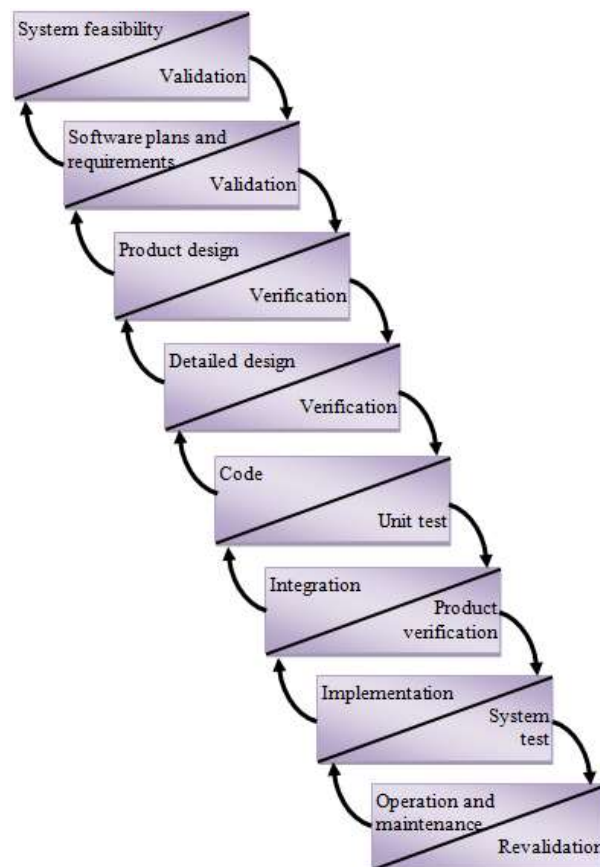 System feasibility
Validation
Software plans and
requirements
Validation
Product design
Verification
Detailed design
Verification
Code
Unit test
Integration
Product
verification
Implementation
System
test
Operation and
maintenance
Revalidation